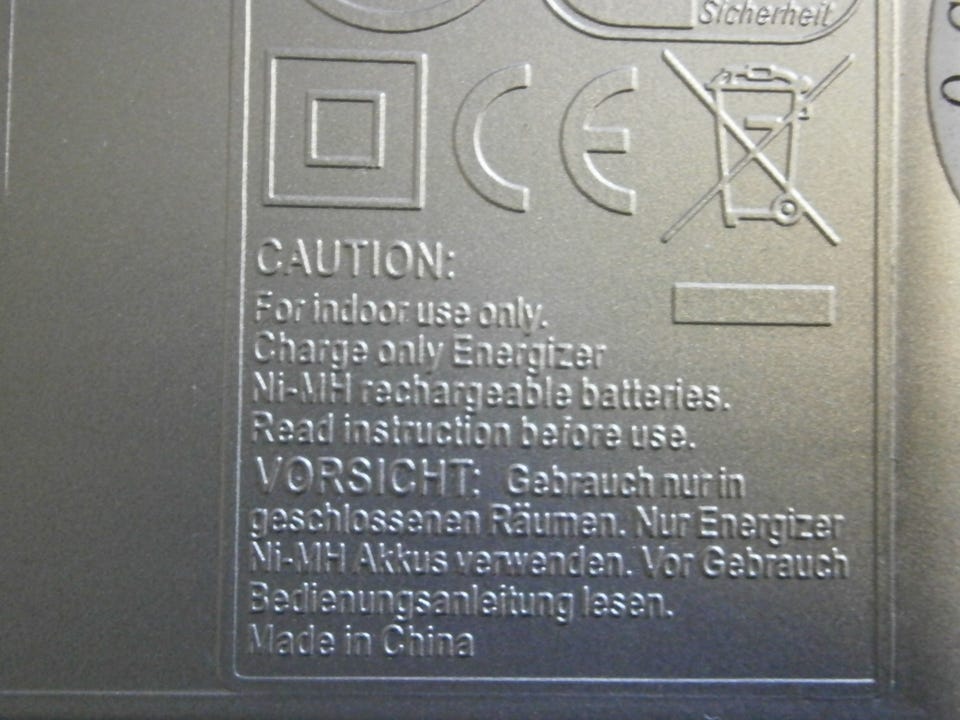 Sicherheit
CE
CAUTION:
For indoor use only.
Charge only Energizer
Ni-MH rechargeable batteries.
Read instruction before use.
VORSICHT: Gebrauch nur in
geschlossenen Räumen. Nur Energizer
Ni-MH Akkus verwenden. Vor Gebrauch
Bedienungsanleitung lesen.
Made in China